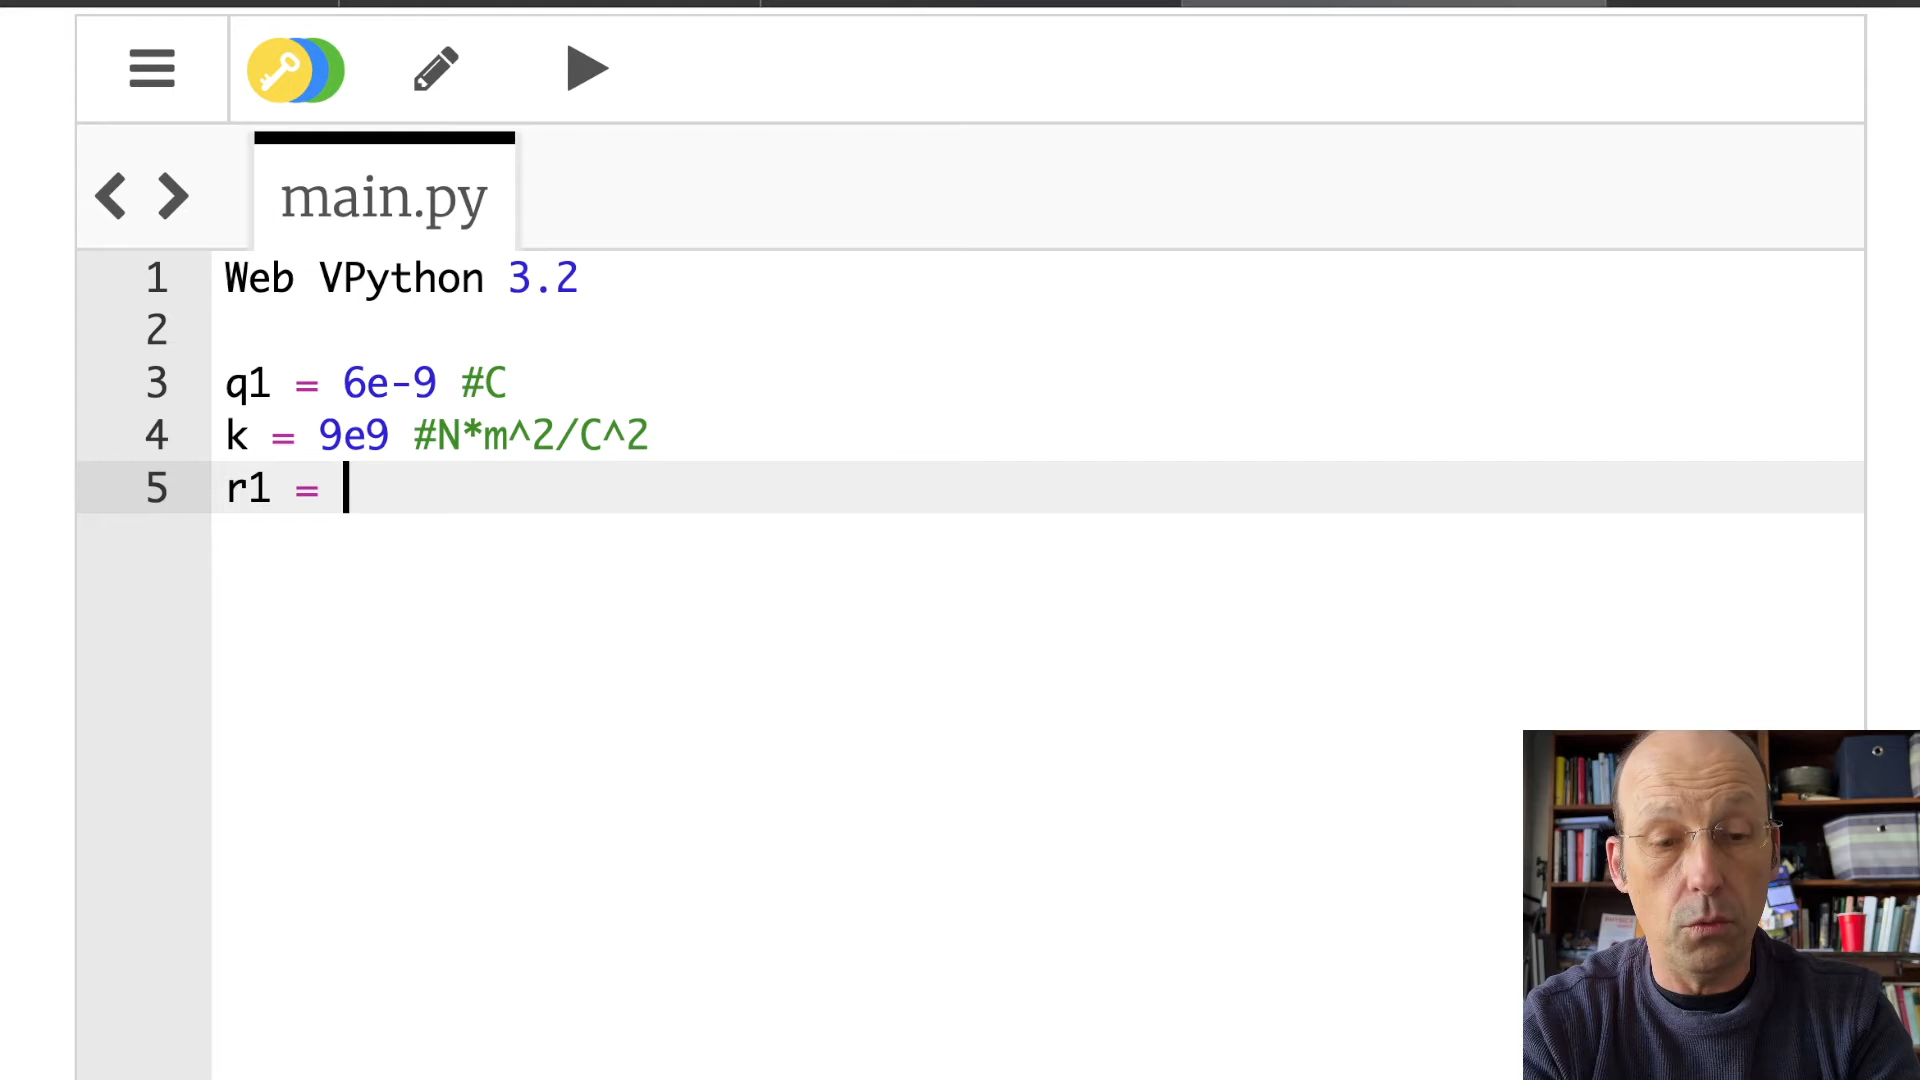 main.py
1 Web VPython 3.2
2
3 q1 = 6e-9 #C
4 k = 9e9 #N*m^2/C^2
5 r1 =